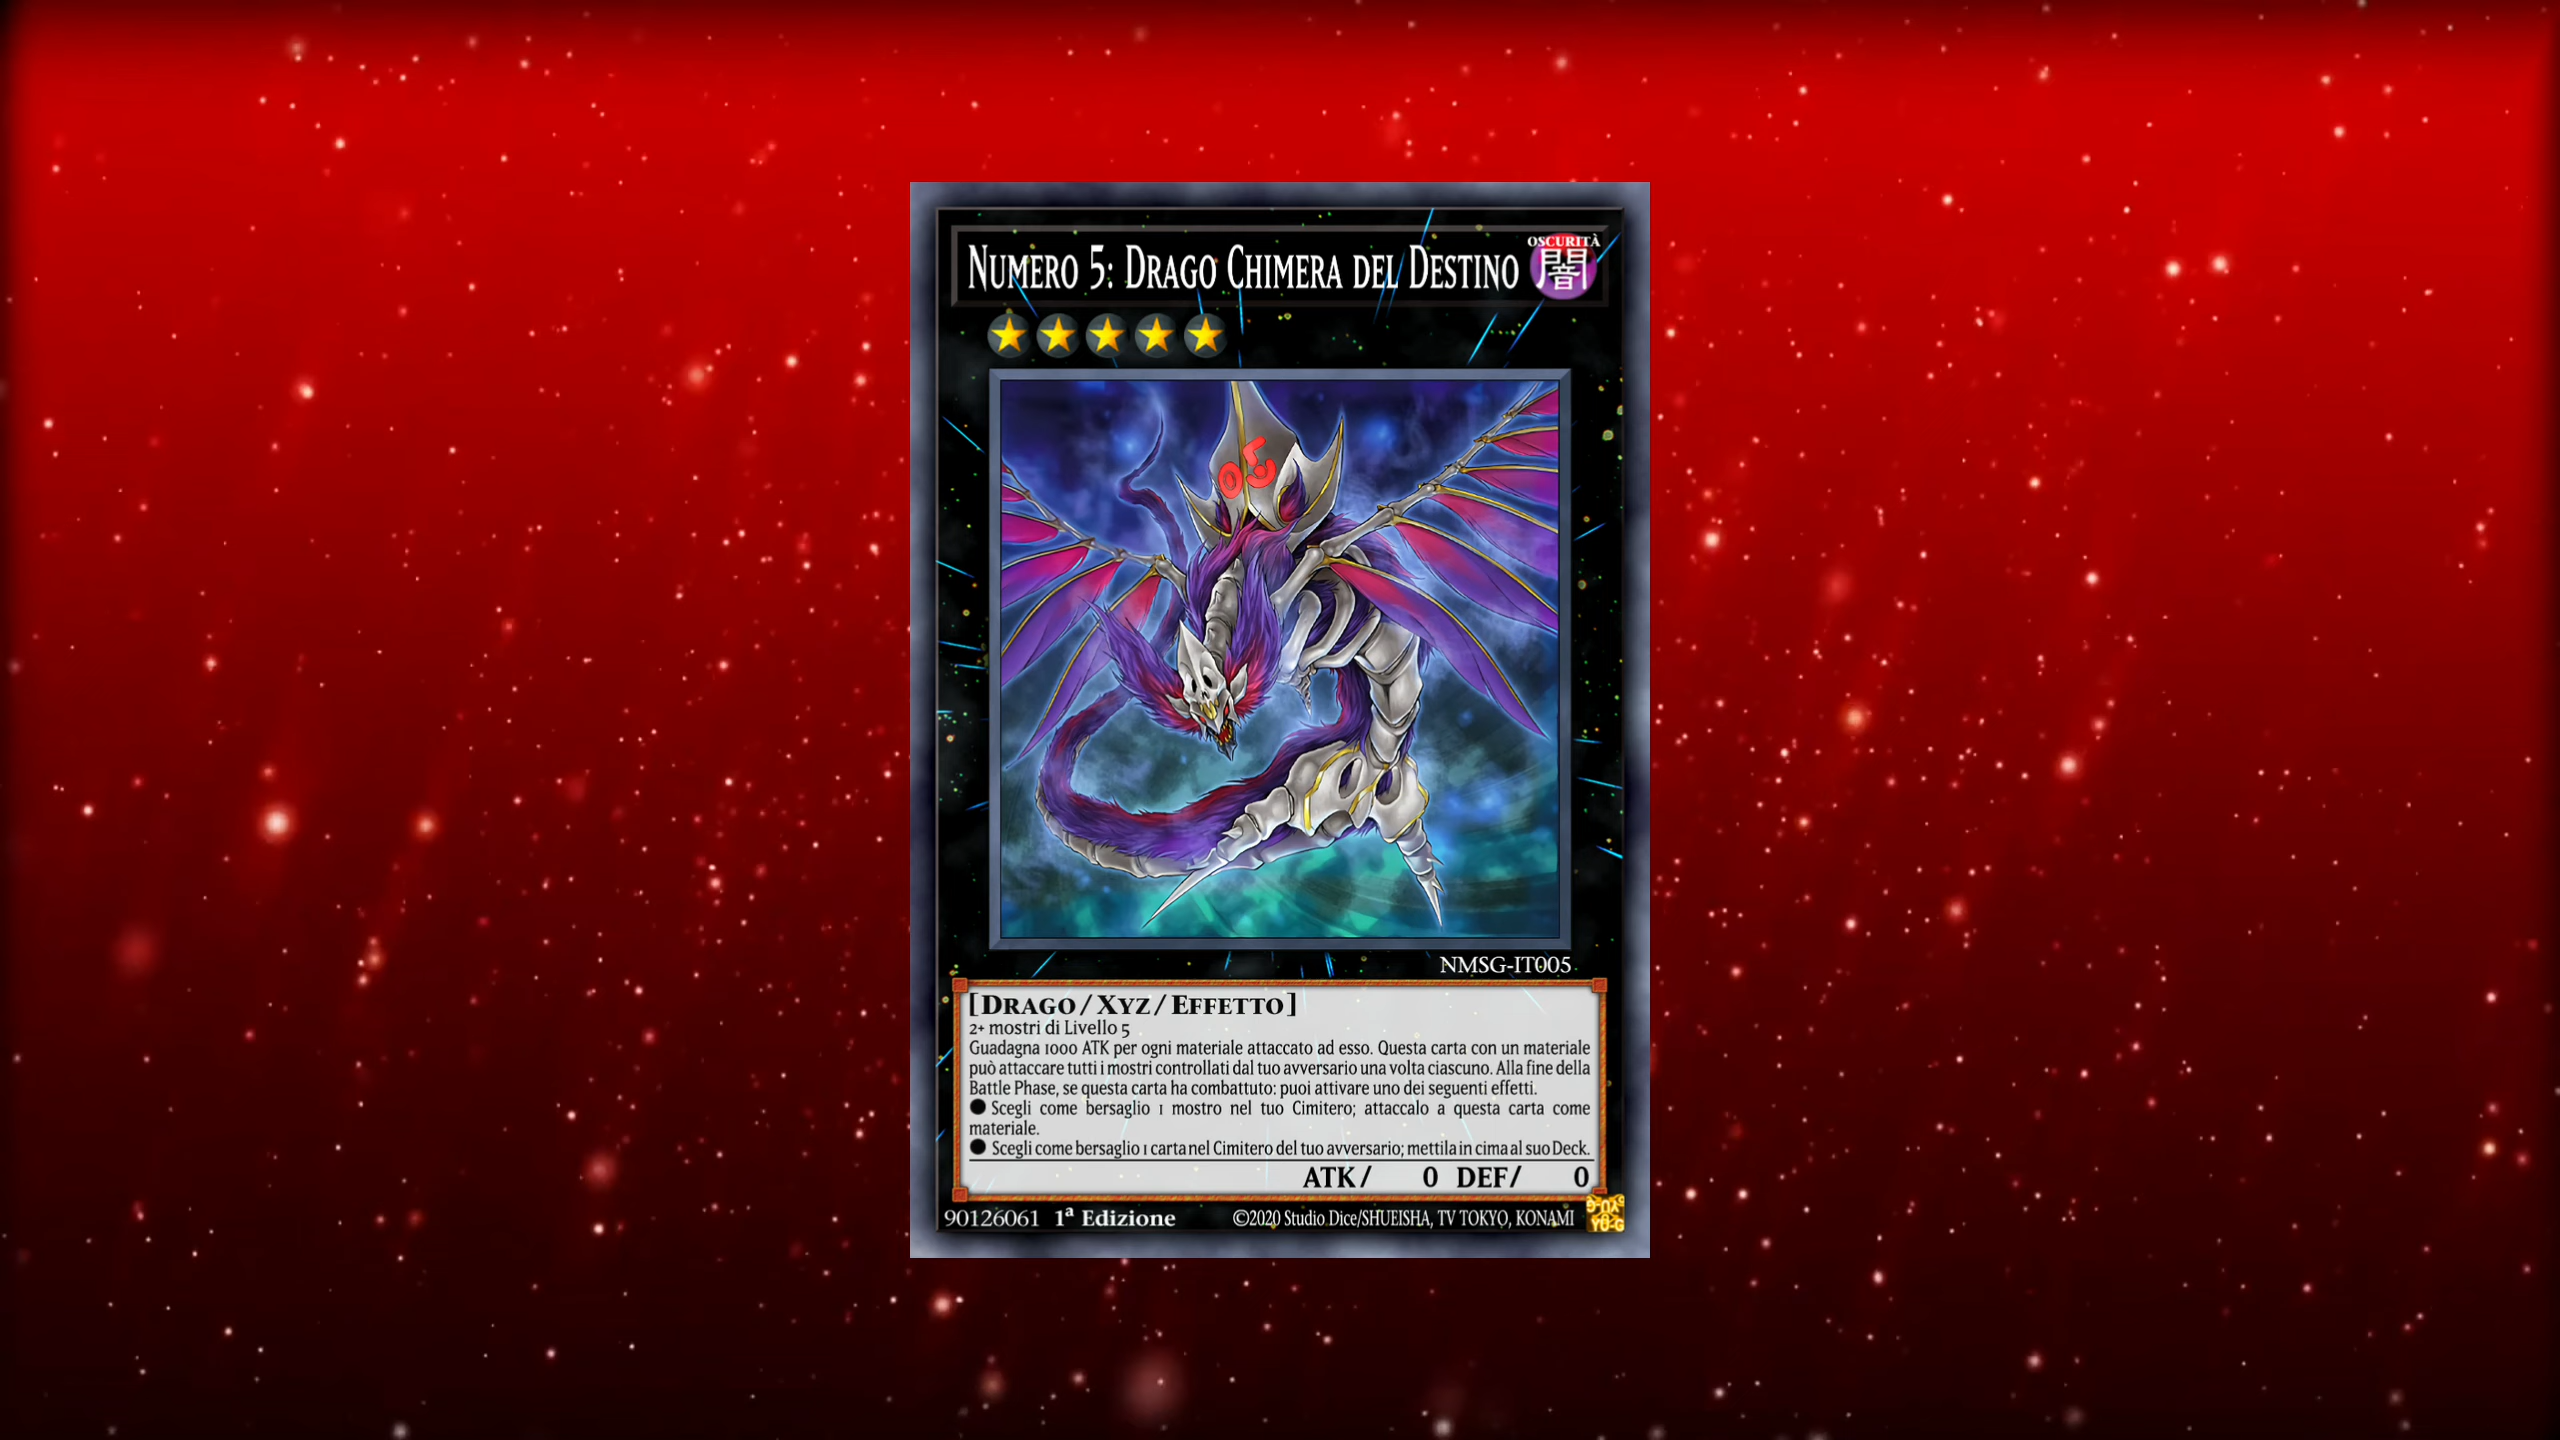 Numero 5: Drago Chimera del Destino
OSCURITÀ
闇
05
NMSG-IT005
[Drago / Xyz / Effetto]
2+ mostri di Livello 5
Guadagna 1000 ATK per ogni materiale attaccato ad esso. Questa carta con un materiale
può attaccare tutti i mostri controllati dal tuo avversario una volta ciascuno. Alla fine della
Battle Phase, se questa carta ha combattuto: puoi attivare uno dei seguenti effetti.
● Scegli come bersaglio 1 mostro nel tuo Cimitero; attaccalo a questa carta come
materiale.
● Scegli come bersaglio 1 carta nel Cimitero del tuo avversario; mettila in cima al suo Deck.
ATK/ 0 DEF/ 0
90126061 1ª Edizione ©2020 Studio Dice/SHUEISHA, TV TOKYO, KONAMI